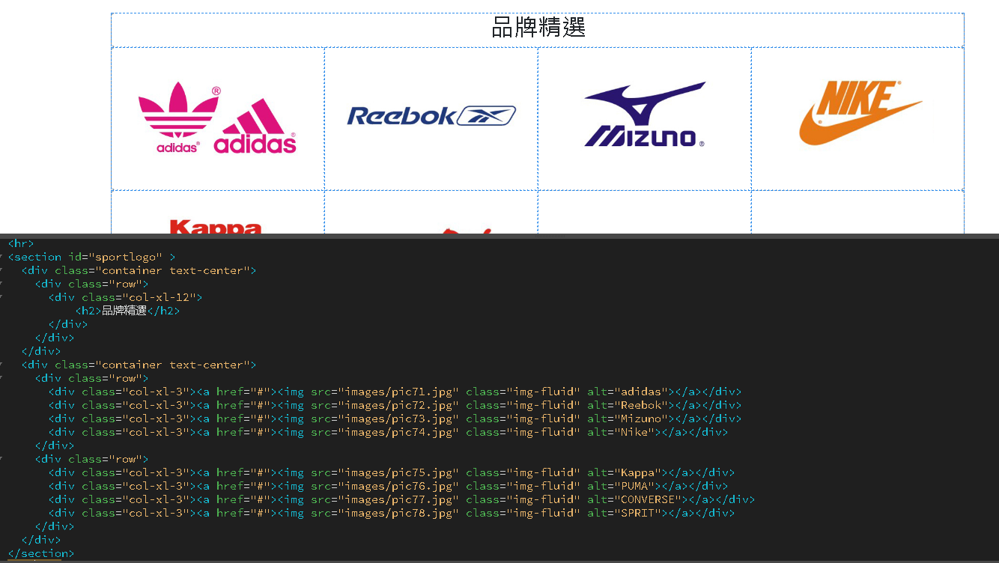 品牌精選
adidas® ® adidas®
Reebok
Mizuno®
NIKE®
Kappa
<hr>
<section id="sportlogo" >
<div class="container text-center">
<div class="row">
<div class="col-xl-12">
<h2>品牌精選</h2>
</div>
</div>
</div>
<div class="container text-center">
<div class="row">
<div class="col-xl-3"><a href="#"><img src="images/pic71.jpg" class="img-fluid" alt="adidas"></a></div>
<div class="col-xl-3"><a href="#"><img src="images/pic72.jpg" class="img-fluid" alt="Reebok"></a></div>
<div class="col-xl-3"><a href="#"><img src="images/pic73.jpg" class="img-fluid" alt="Mizuno"></a></div>
<div class="col-xl-3"><a href="#"><img src="images/pic74.jpg" class="img-fluid" alt="Nike"></a></div>
</div>
<div class="row">
<div class="col-xl-3"><a href="#"><img src="images/pic75.jpg" class="img-fluid" alt="Kappa"></a></div>
<div class="col-xl-3"><a href="#"><img src="images/pic76.jpg" class="img-fluid" alt="PUMA"></a></div>
<div class="col-xl-3"><a href="#"><img src="images/pic77.jpg" class="img-fluid" alt="CONVERSE"></a></div>
<div class="col-xl-3"><a href="#"><img src="images/pic78.jpg" class="img-fluid" alt="SPRIT"></a></div>
</div>
</div>
</section>